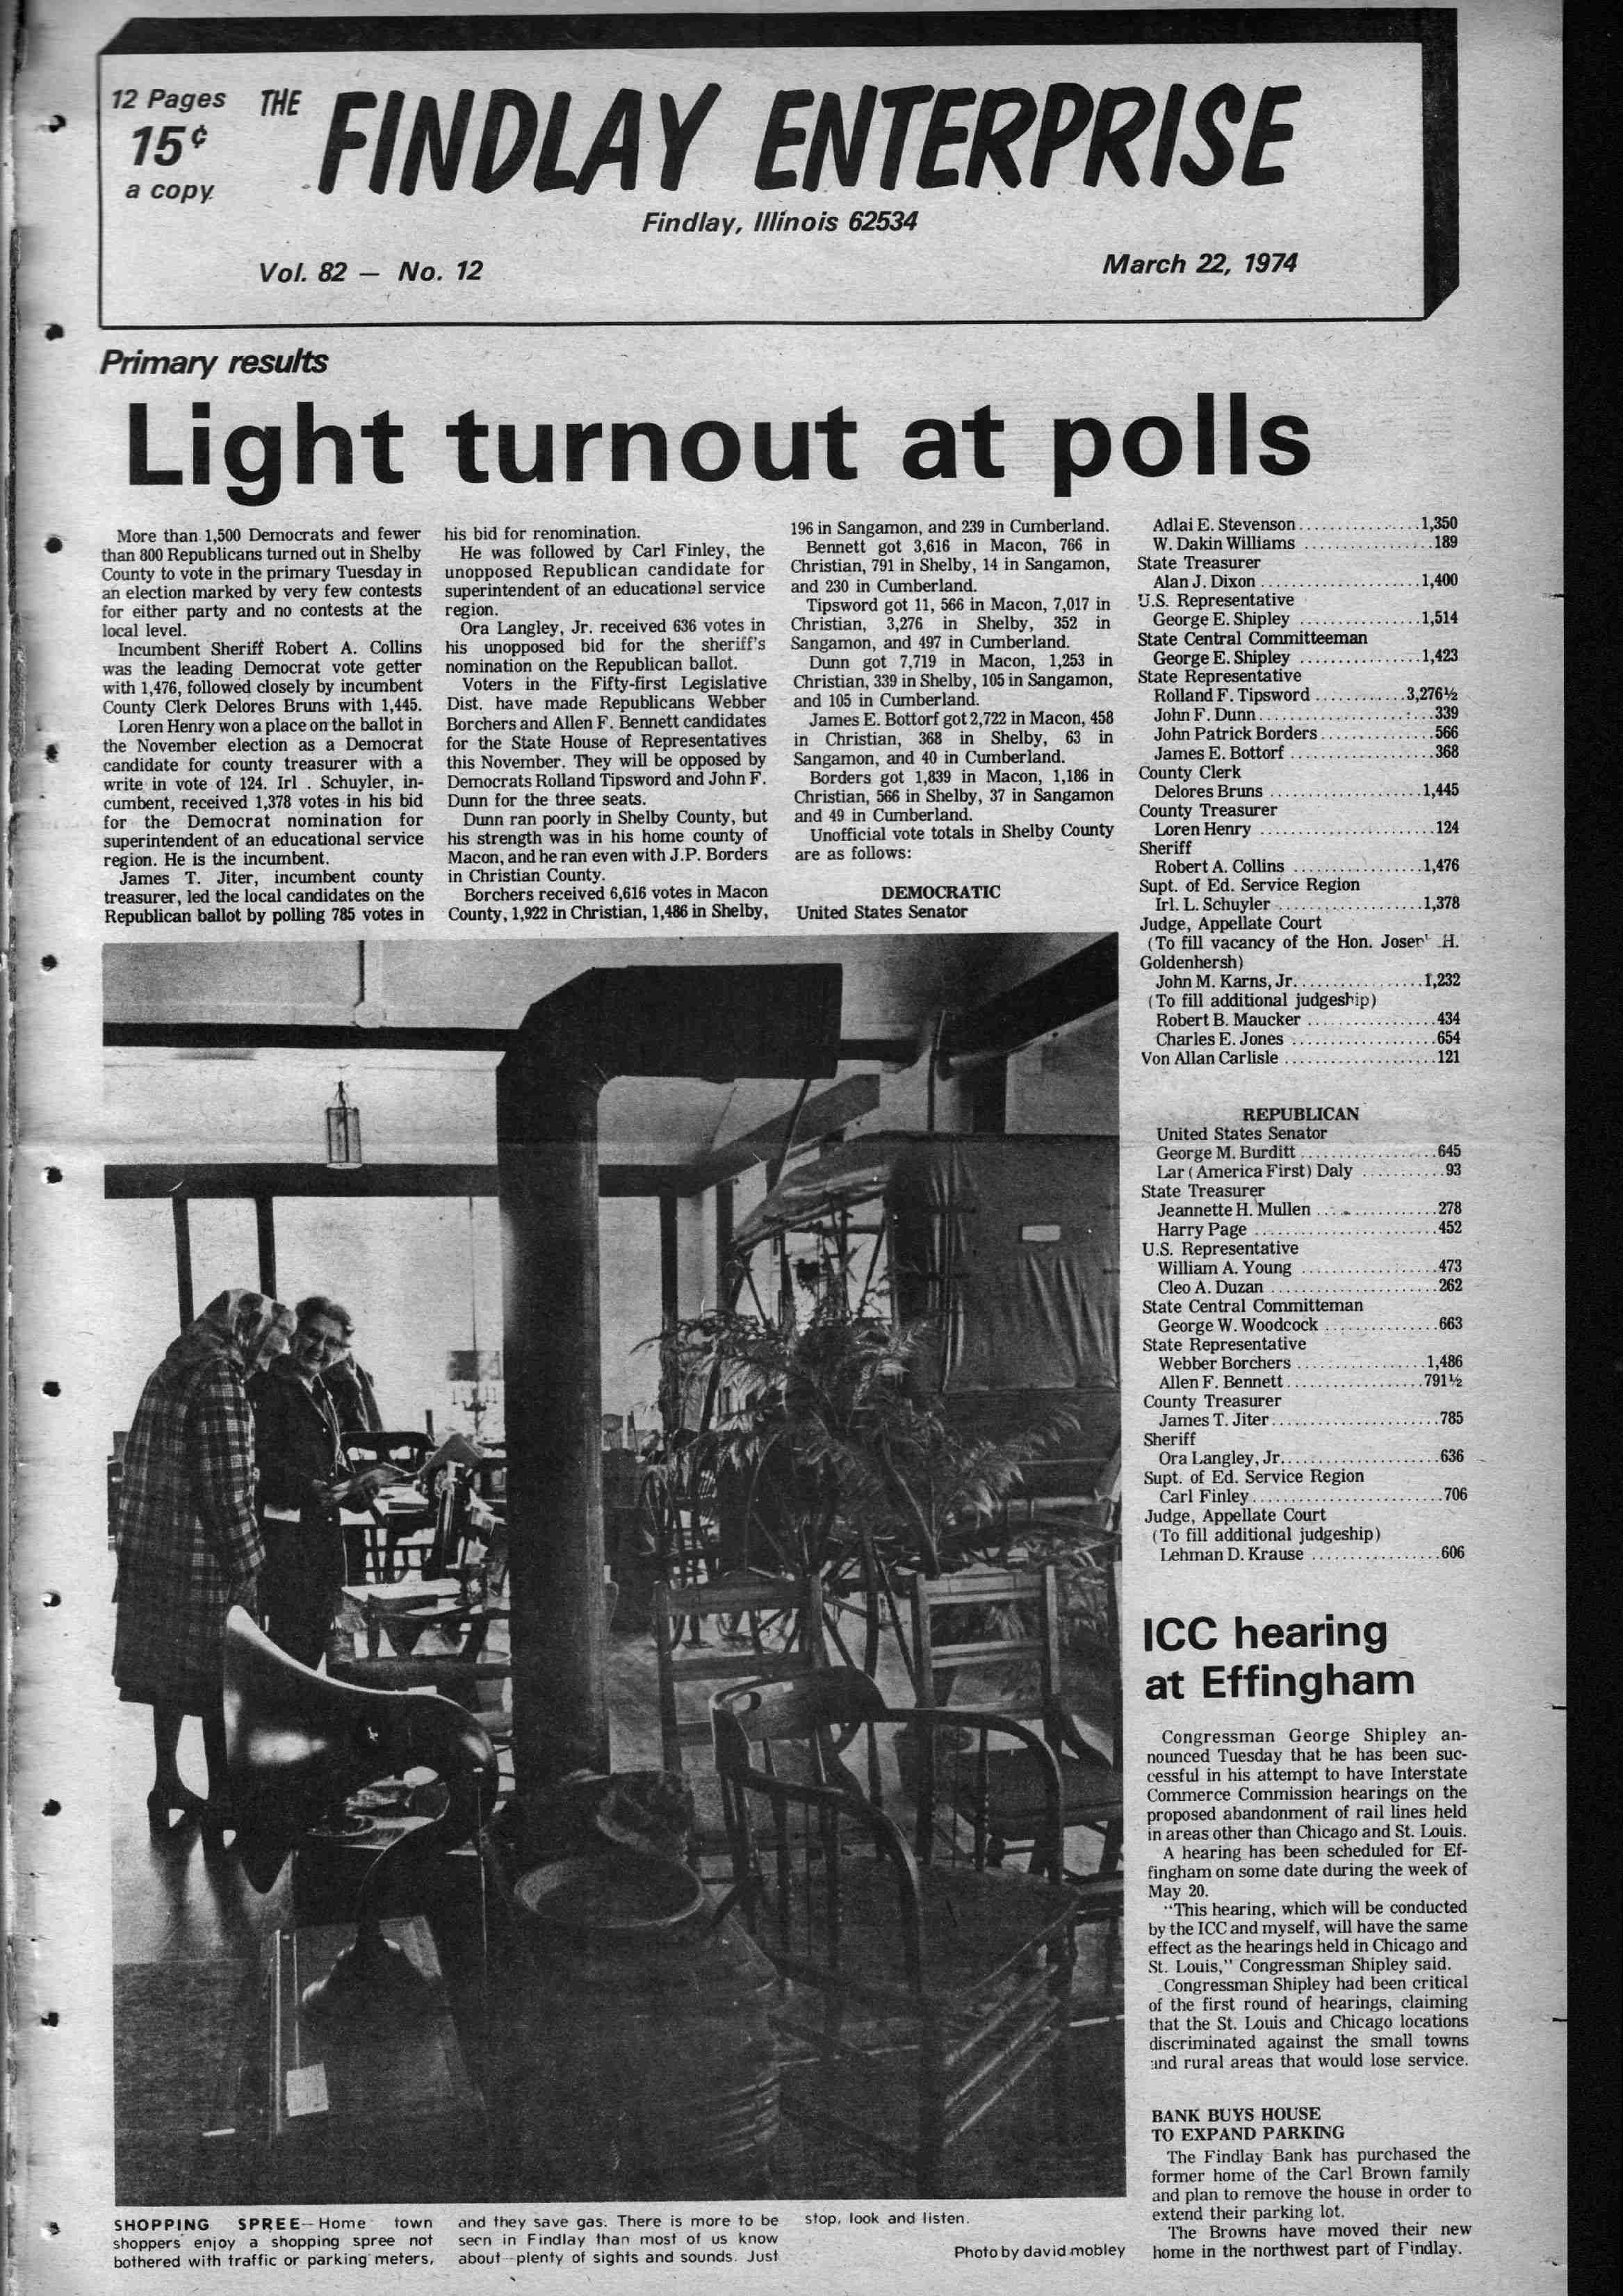 12 Pages
15¢
a copy
THE FINDLAY ENTERPRISE
Findlay, Illinois 62534
Vol. 82 — No. 12
March 22, 1974
Primary results
Light turnout at polls
More than 1,500 Democrats and fewer
than 800 Republicans turned out in Shelby
County to vote in the primary Tuesday in
an election marked by very few contests
for either party and no contests at the
local level.
Incumbent Sheriff Robert A. Collins
was the leading Democrat vote getter
with 1,476, followed closely by incumbent
County Clerk Delores Bruns with 1,445.
Loren Henry won a place on the ballot in
the November election as a Democrat
candidate for county treasurer with a
write in vote of 124. Irl . Schuyler, in-
cumbent, received 1,378 votes in his bid
for the Democrat nomination for
superintendent of an educational service
region. He is the incumbent.
James T. Jiter, incumbent county
treasurer, led the local candidates on the
Republican ballot by polling 785 votes in
his bid for renomination.
He was followed by Carl Finley, the
unopposed Republican candidate for
superintendent of an educational service
region.
Ora Langley, Jr. received 636 votes in
his unopposed bid for the sheriff's
nomination on the Republican ballot.
Voters in the Fifty-first Legislative
Dist. have made Republicans Webber
Borchers and Allen F. Bennett candidates
for the State House of Representatives
this November. They will be opposed by
Democrats Rolland Tipsword and John F.
Dunn for the three seats.
Dunn ran poorly in Shelby County, but
his strength was in his home county of
Macon, and he ran even with J.P. Borders
in Christian County.
Borchers received 6,616 votes in Macon
County, 1,922 in Christian, 1,486 in Shelby,
196 in Sangamon, and 239 in Cumberland.
Bennett got 3,616 in Macon, 766 in
Christian, 791 in Shelby, 14 in Sangamon,
and 230 in Cumberland.
Tipsword got 11, 566 in Macon, 7,017 in
Christian, 3,276 in Shelby, 352 in
Sangamon, and 497 in Cumberland.
Dunn got 7,719 in Macon, 1,253 in
Christian, 339 in Shelby, 105 in Sangamon,
and 105 in Cumberland.
James E. Bottorf got 2,722 in Macon, 458
in Christian, 368 in Shelby, 63 in
Sangamon, and 40 in Cumberland.
Borders got 1,839 in Macon, 1,186 in
Christian, 566 in Shelby, 37 in Sangamon
and 49 in Cumberland.
Unofficial vote totals in Shelby County
are as follows:
DEMOCRATIC
United States Senator
Adlai E. Stevenson................1,350
W. Dakin Williams .................189
State Treasurer
Alan J. Dixon.....................1,400
U.S. Representative
George E. Shipley ................1,514
State Central Committeeman
George E. Shipley ................1,423
State Representative
Rolland F. Tipsword ............3,276½
John F. Dunn.......................339
John Patrick Borders...............566
James E. Bottorf ...................368
County Clerk
Delores Bruns ....................1,445
County Treasurer
Loren Henry .......................124
Sheriff
Robert A. Collins .................1,476
Supt. of Ed. Service Region
Irl. L. Schuyler ...................1,378
Judge, Appellate Court
(To fill vacancy of the Hon. Joseph H.
Goldenhersh)
John M. Karns, Jr.................1,232
(To fill additional judgeship)
Robert B. Maucker .................434
Charles E. Jones ...................654
Von Allan Carlisle ....................121
REPUBLICAN
United States Senator
George M. Burditt ..................645
Lar (America First) Daly ...........93
State Treasurer
Jeannette H. Mullen ................278
Harry Page ........................452
U.S. Representative
William A. Young ..................473
Cleo A. Duzan ......................262
State Central Committeman
George W. Woodcock ...............663
State Representative
Webber Borchers .................1,486
Allen F. Bennett..................791½
County Treasurer
James T. Jiter......................785
Sheriff
Ora Langley, Jr.....................636
Supt. of Ed. Service Region
Carl Finley.........................706
Judge, Appellate Court
(To fill additional judgeship)
Lehman D. Krause .................606
ICC hearing
at Effingham
Congressman George Shipley an-
nounced Tuesday that he has been suc-
cessful in his attempt to have Interstate
Commerce Commission hearings on the
proposed abandonment of rail lines held
in areas other than Chicago and St. Louis.
A hearing has been scheduled for Ef-
fingham on some date during the week of
May 20.
"This hearing, which will be conducted
by the ICC and myself, will have the same
effect as the hearings held in Chicago and
St. Louis," Congressman Shipley said.
Congressman Shipley had been critical
of the first round of hearings, claiming
that the St. Louis and Chicago locations
discriminated against the small towns
and rural areas that would lose service.
BANK BUYS HOUSE
TO EXPAND PARKING
The Findlay Bank has purchased the
former home of the Carl Brown family
and plan to remove the house in order to
extend their parking lot.
The Browns have moved their new
home in the northwest part of Findlay.
SHOPPING SPREE--Home town
shoppers enjoy a shopping spree not
bothered with traffic or parking meters,
and they save gas. There is more to be
seen in Findlay than most of us know
about--plenty of sights and sounds. Just
stop, look and listen.
Photo by david mobley